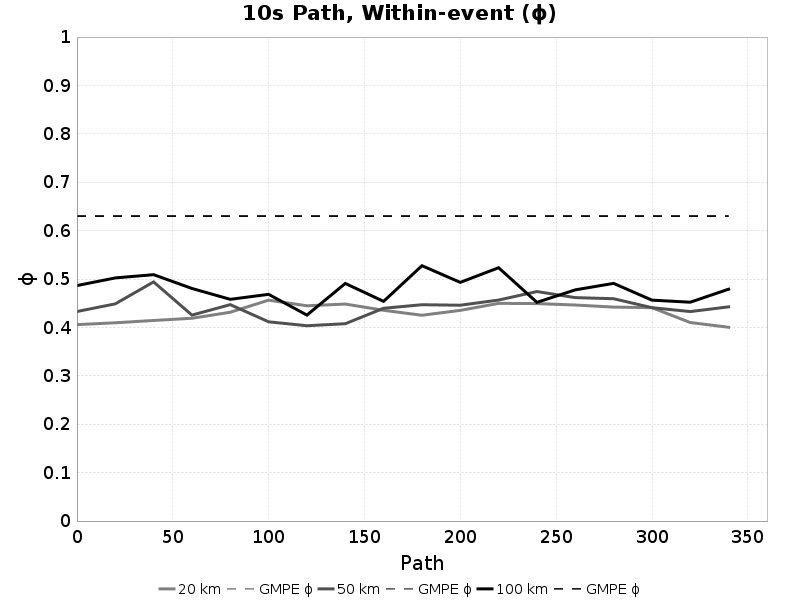 10s Path, Within-event (ϕ)
1
0.9
0.8
0.7
0.6
0.5
0.4
0.3
0.2
0.1
0
ϕ
0 50 100 150 200 250 300 350
Path
20 km GMPE ϕ 50 km GMPE ϕ 100 km GMPE ϕ